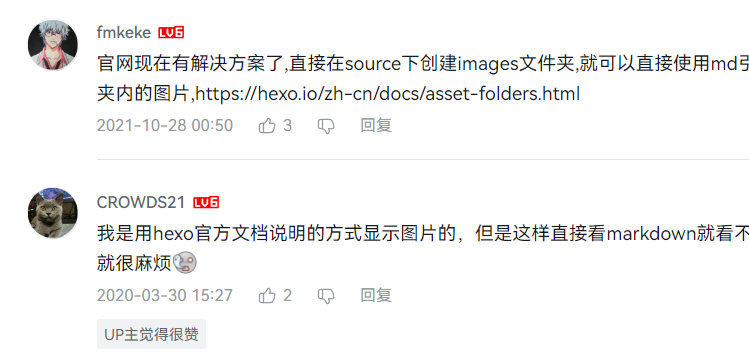 fmkeke LV6
官网现在有解决方案了,直接在source下创建images文件夹,就可以直接使用md引
夹内的图片,https://hexo.io/zh-cn/docs/asset-folders.html
2021-10-28 00:50 3 回复
CROWDS21 LV6
我是用hexo官方文档说明的方式显示图片的，但是这样直接看markdown就看不
就很麻烦
2020-03-30 15:27 2 回复
UP主觉得很赞